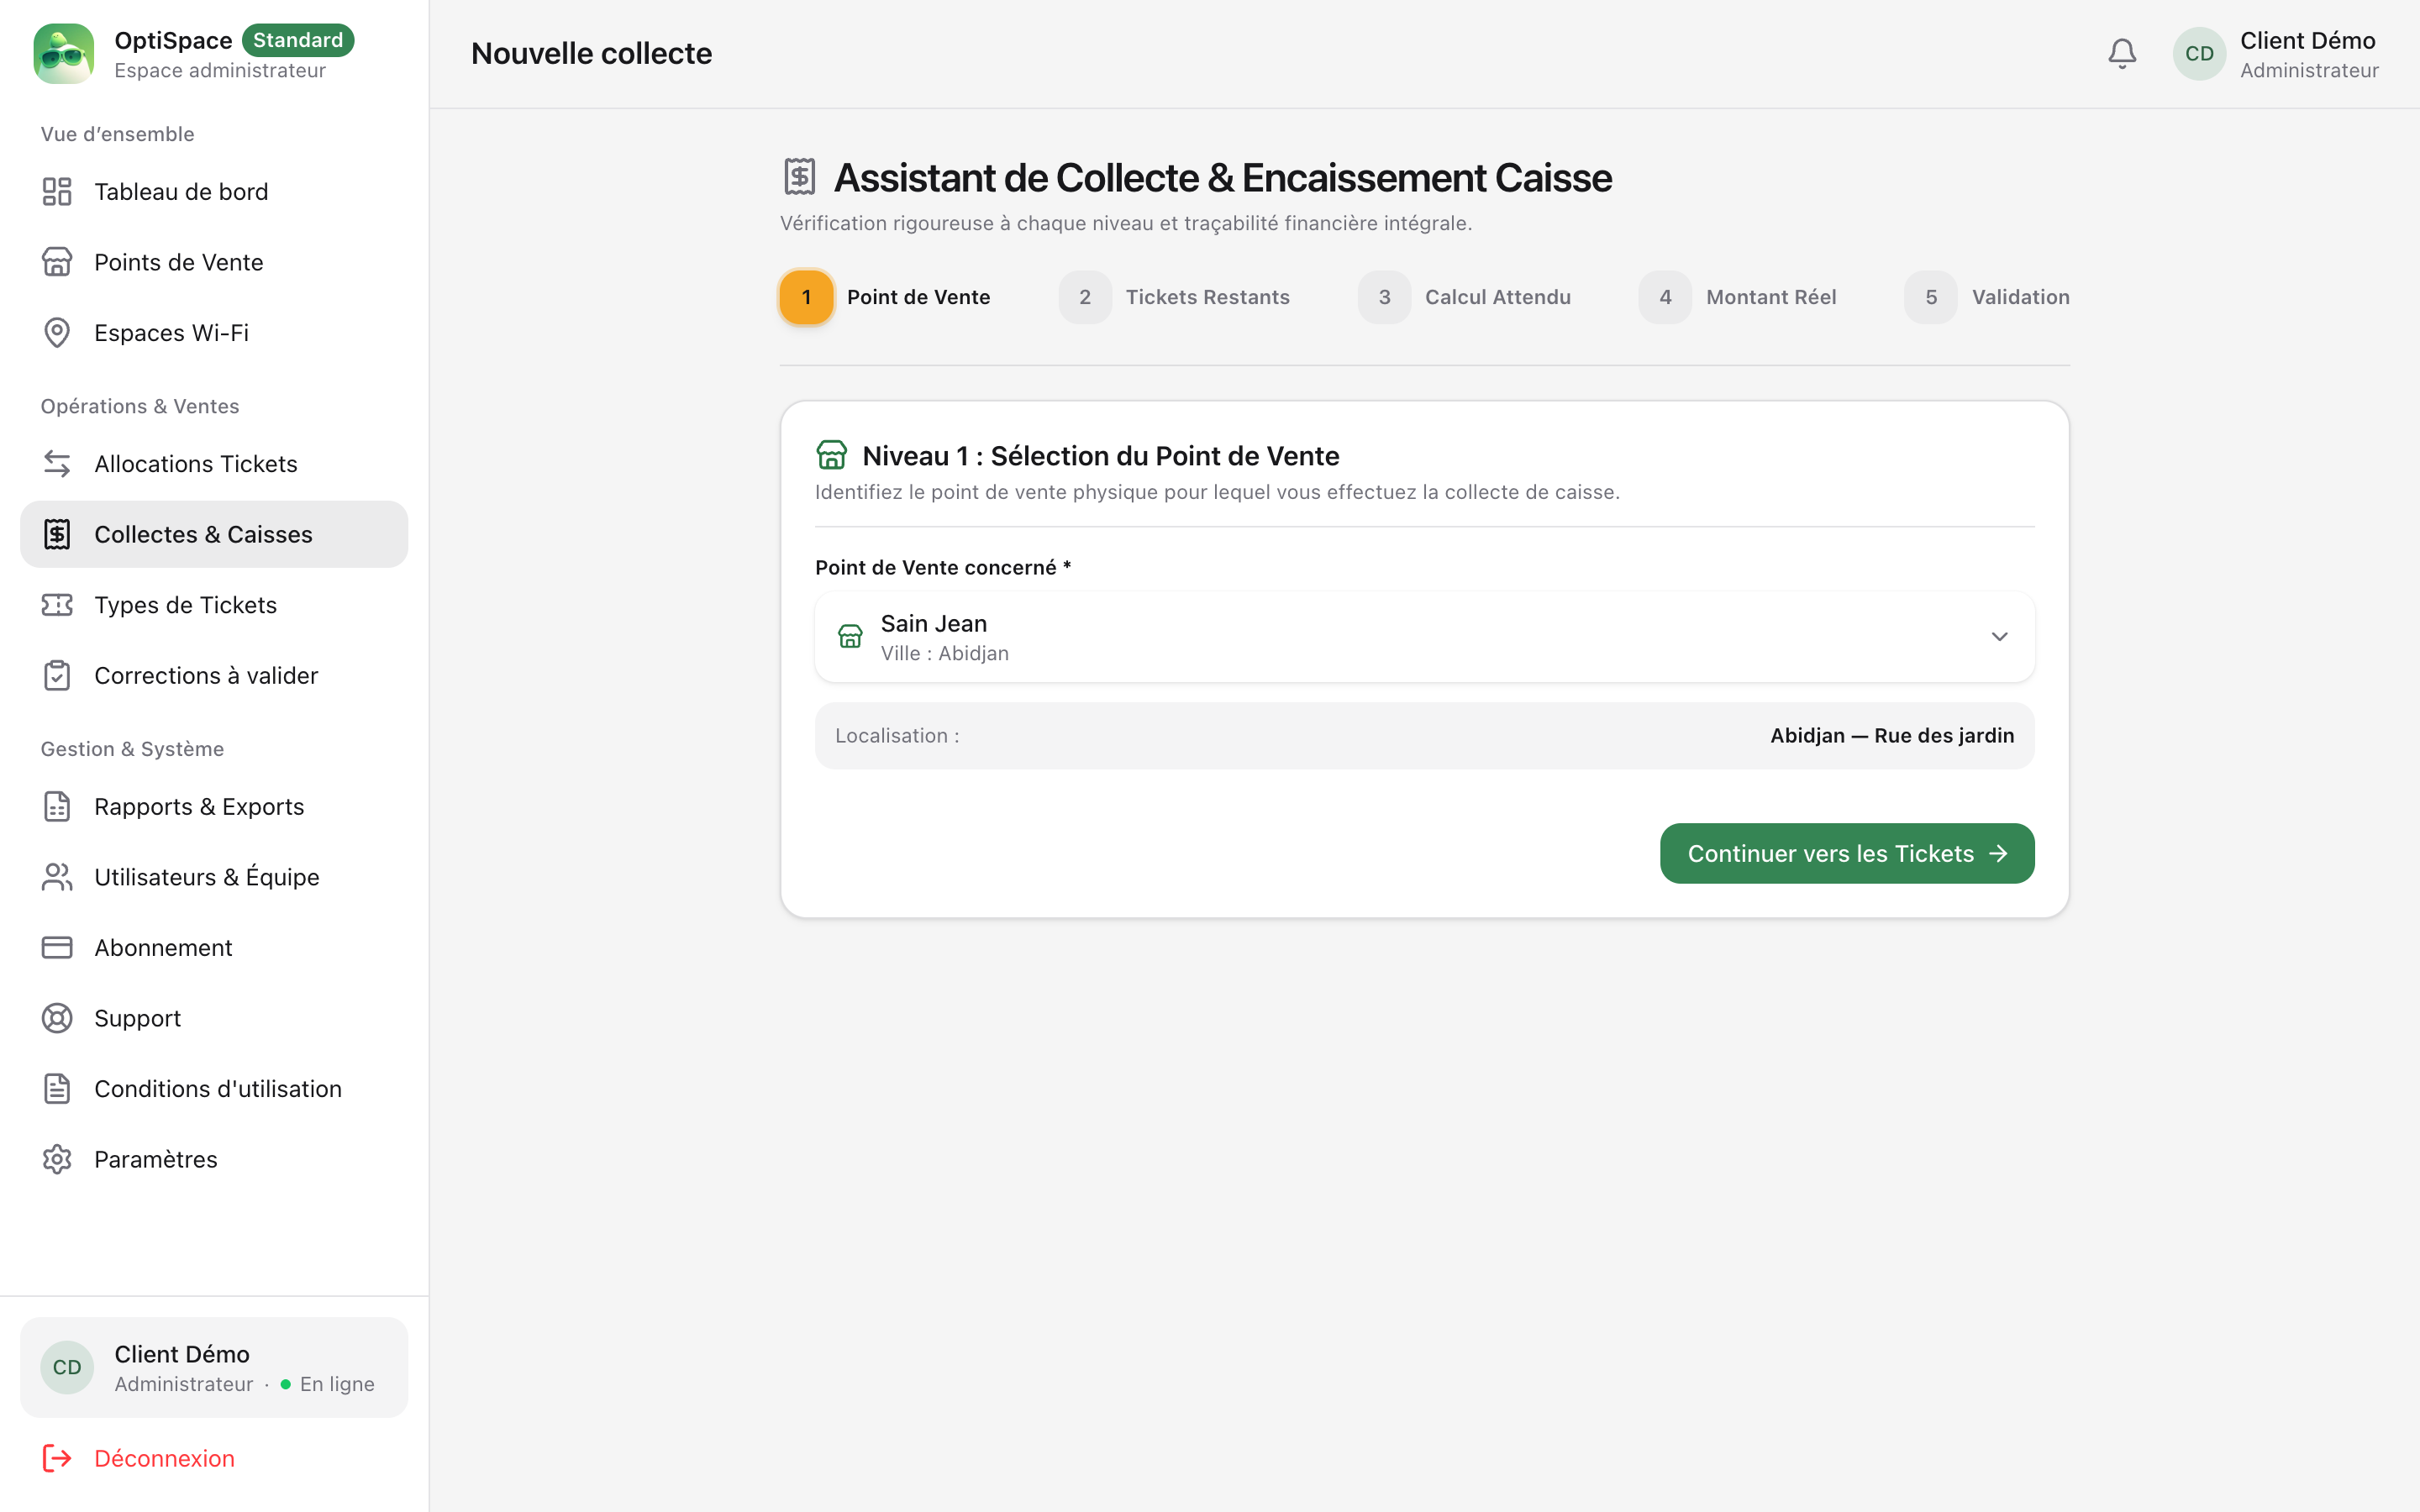 OptiSpace Standard
Espace administrateur
Vue d’ensemble
Tableau de bord
Points de Vente
Espaces Wi-Fi
Opérations & Ventes
Allocations Tickets
Collectes & Caisses
Types de Tickets
Corrections à valider
Gestion & Système
Rapports & Exports
Utilisateurs & Équipe
Abonnement
Support
Conditions d'utilisation
Paramètres
CD
Client Démo
Administrateur · En ligne
Déconnexion
Nouvelle collecte
CD
Client Démo
Administrateur
Assistant de Collecte & Encaissement Caisse
Vérification rigoureuse à chaque niveau et traçabilité financière intégrale.
1 Point de Vente
2 Tickets Restants
3 Calcul Attendu
4 Montant Réel
5 Validation
Niveau 1 : Sélection du Point de Vente
Identifiez le point de vente physique pour lequel vous effectuez la collecte de caisse.
Point de Vente concerné *
Sain Jean
Ville : Abidjan
Localisation : Abidjan — Rue des jardin
Continuer vers les Tickets